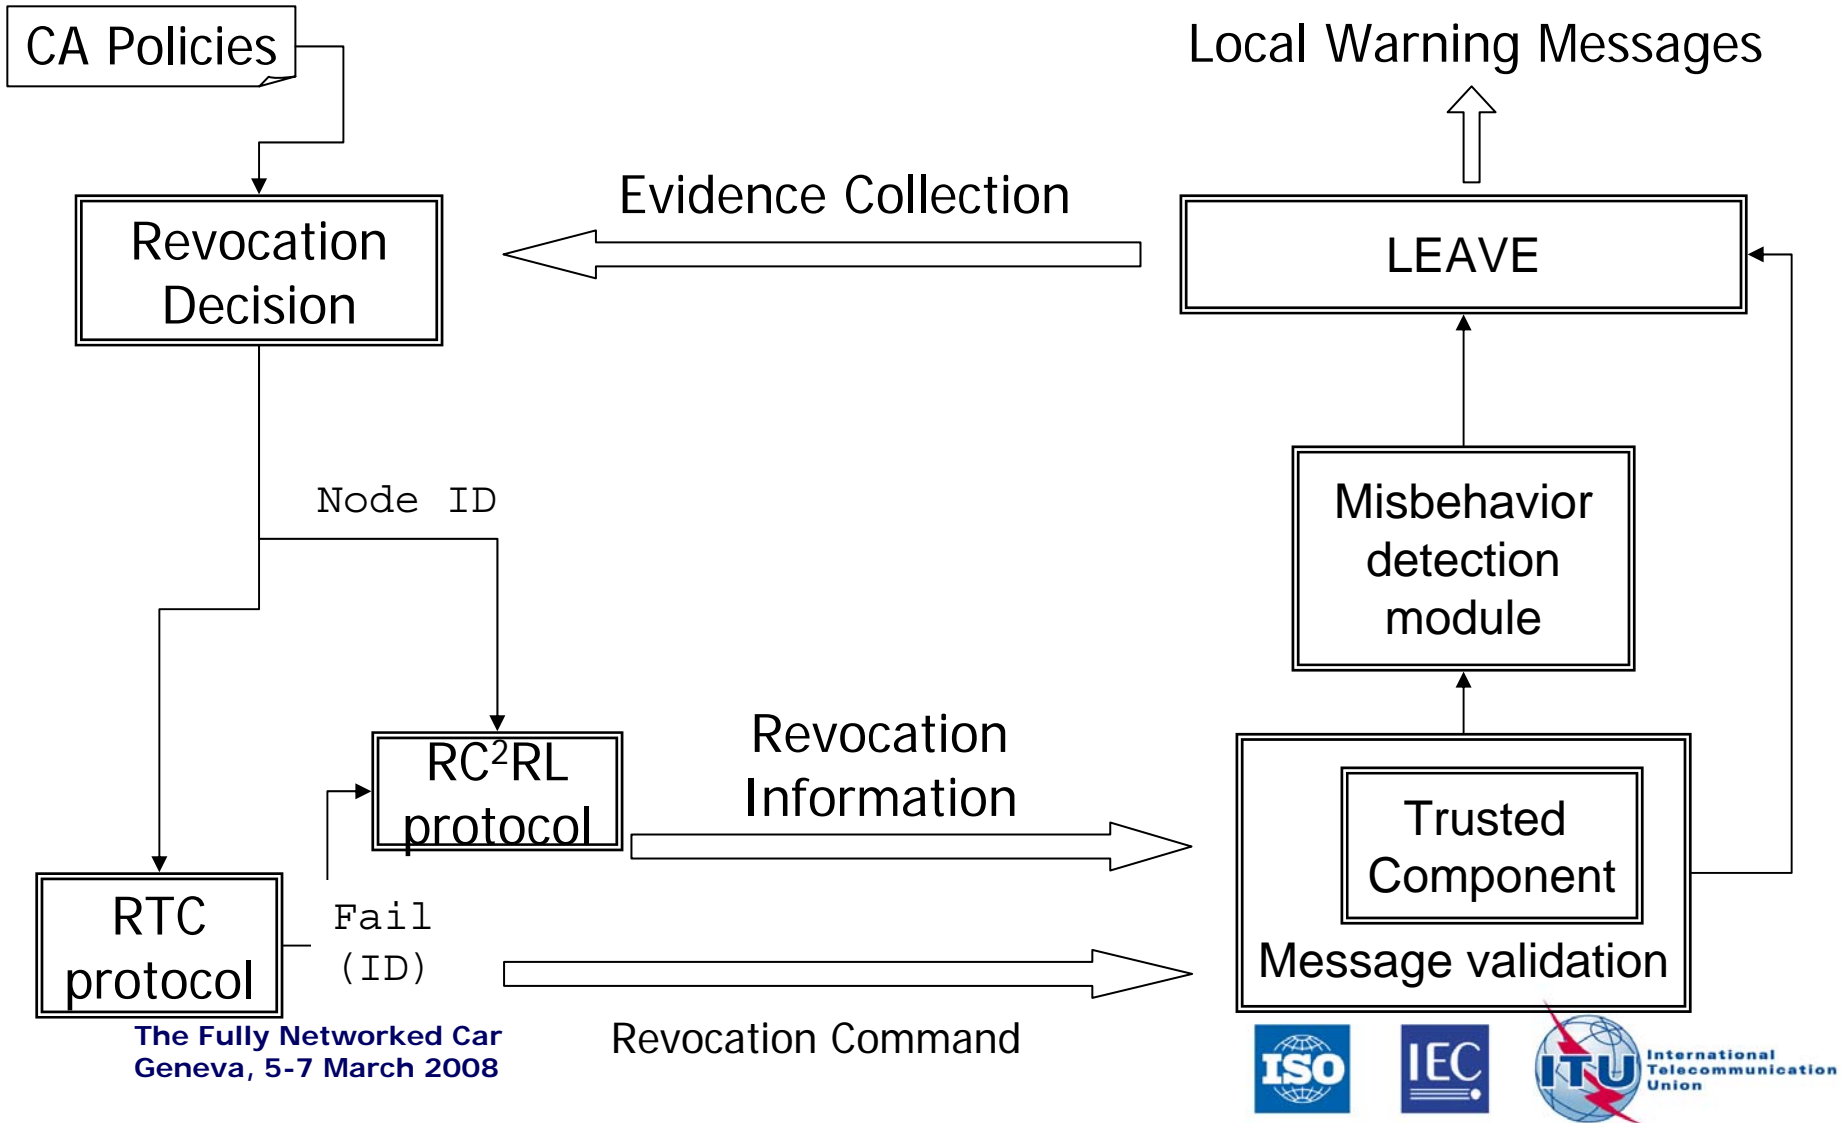 CA Policies
Local Warning Messages
Evidence Collection
Revocation
Decision
LEAVE
Node ID
Misbehavior
detection
module
RC²RL
protocol
Revocation
Information
Trusted
Component
Message validation
RTC
protocol
Fail
(ID)
Revocation Command
The Fully Networked Car
Geneva, 5-7 March 2008
ISO
IEC
ITU
International
Telecommunication
Union